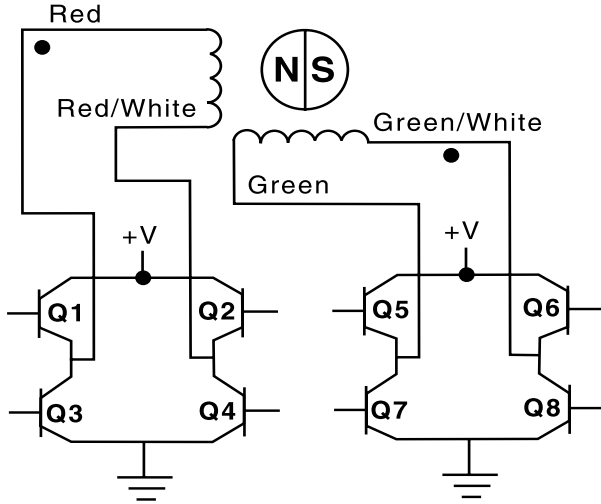 Red
N S
Red/White
Green/White
Green
+V
+V
Q1
Q2
Q5
Q6
Q3
Q4
Q7
Q8